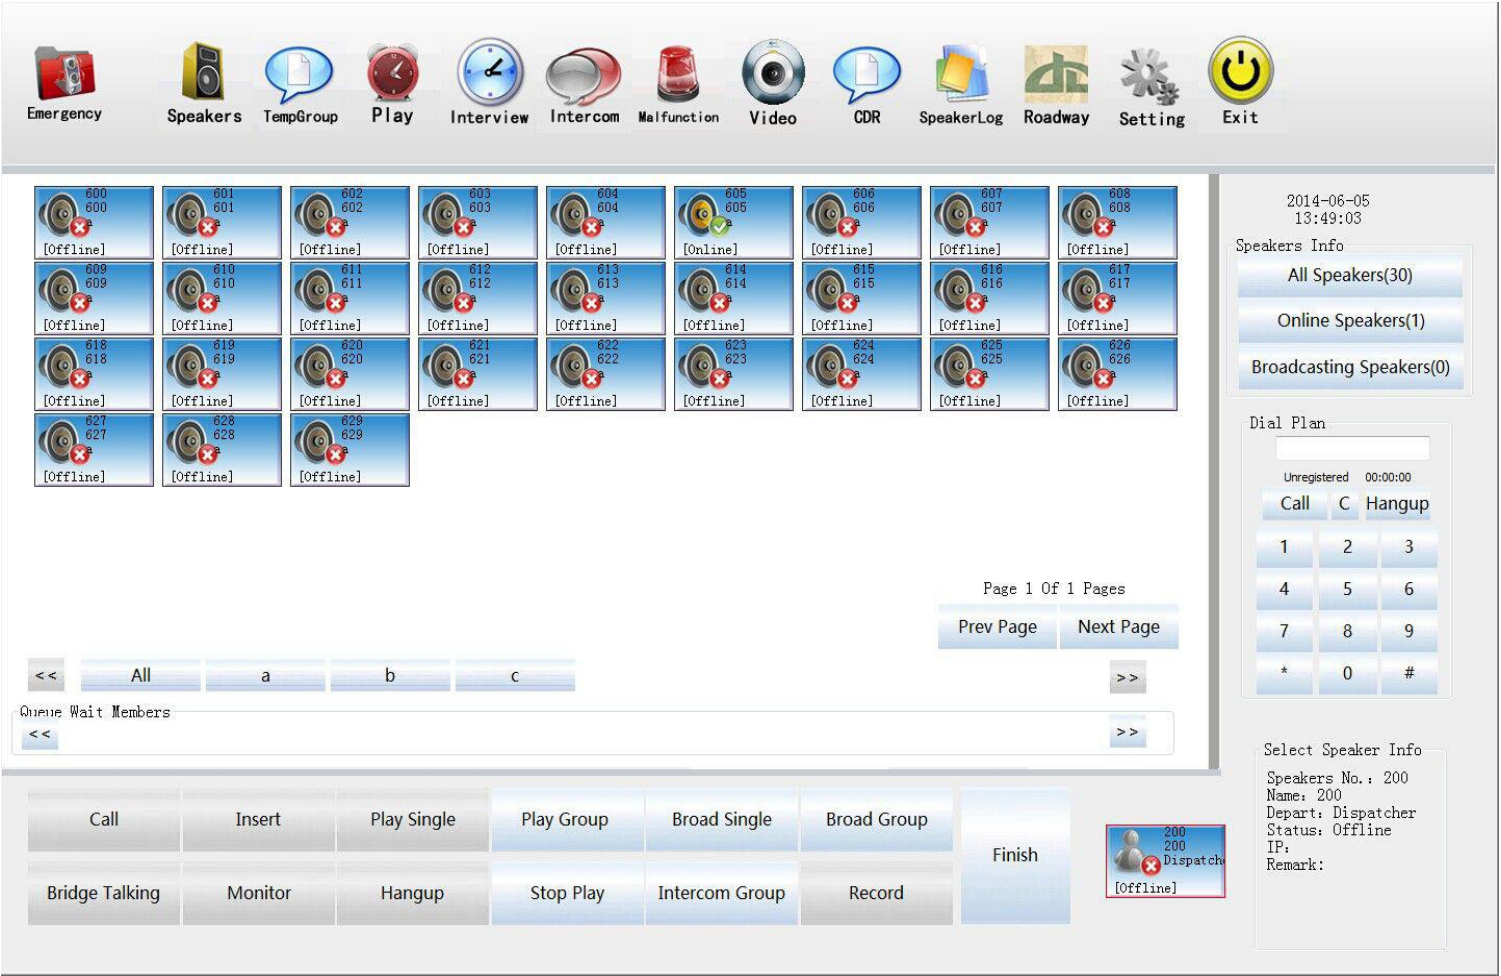 Emergency
Speakers
TempGroup
Play
Interview
Intercom
Malfunction
Video
CDR
SpeakerLog
Roadway
Setting
Exit
600
600
a
[Offline]
601
601
a
[Offline]
602
602
a
[Offline]
603
603
a
[Offline]
604
604
a
[Offline]
605
605
a
[Online]
606
606
a
[Offline]
607
607
a
[Offline]
608
608
a
[Offline]
609
609
a
[Offline]
610
610
a
[Offline]
611
611
a
[Offline]
612
612
a
[Offline]
613
613
a
[Offline]
614
614
a
[Offline]
615
615
a
[Offline]
616
616
a
[Offline]
617
617
a
[Offline]
618
618
a
[Offline]
619
619
a
[Offline]
620
620
a
[Offline]
621
621
a
[Offline]
622
622
a
[Offline]
623
623
a
[Offline]
624
624
a
[Offline]
625
625
a
[Offline]
626
626
a
[Offline]
627
627
a
[Offline]
628
628
a
[Offline]
629
629
a
[Offline]
Page 1 Of 1 Pages
Prev Page
Next Page
<<
All
a
b
c
>>
Queue Wait Members
<<
>>
2014-06-05
13:49:03
Speakers Info
All Speakers(30)
Online Speakers(1)
Broadcasting Speakers(0)
Dial Plan
Unregistered 00:00:00
Call
C
Hangup
1
2
3
4
5
6
7
8
9
*
0
#
Call
Insert
Play Single
Play Group
Broad Single
Broad Group
Finish
Bridge Talking
Monitor
Hangup
Stop Play
Intercom Group
Record
200
200
Dispatch
[Offline]
Select Speaker Info
Speakers No.: 200
Name: 200
Depart: Dispatcher
Status: Offline
IP:
Remark: